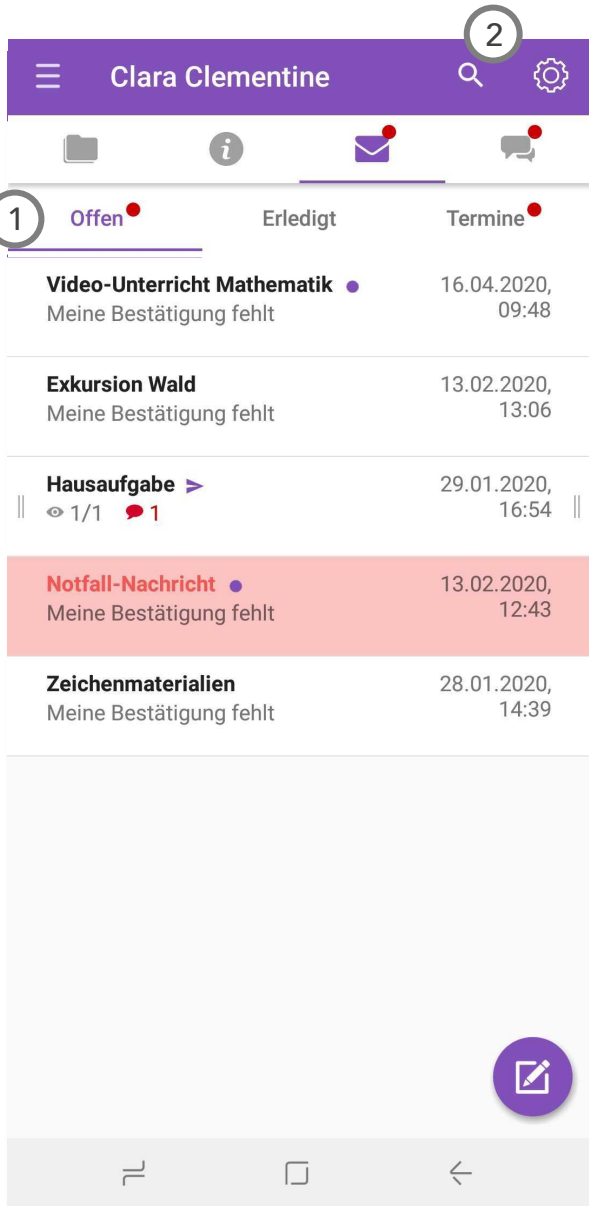 2
Clara Clementine
1
Offen Erledigt Termine
Video-Unterricht Mathematik 16.04.2020,
Meine Bestätigung fehlt 09:48
Exkursion Wald 13.02.2020,
Meine Bestätigung fehlt 13:06
Hausaufgabe 29.01.2020,
1/1 1 16:54
Notfall-Nachricht 13.02.2020,
Meine Bestätigung fehlt 12:43
Zeichenmaterialien 28.01.2020,
Meine Bestätigung fehlt 14:39